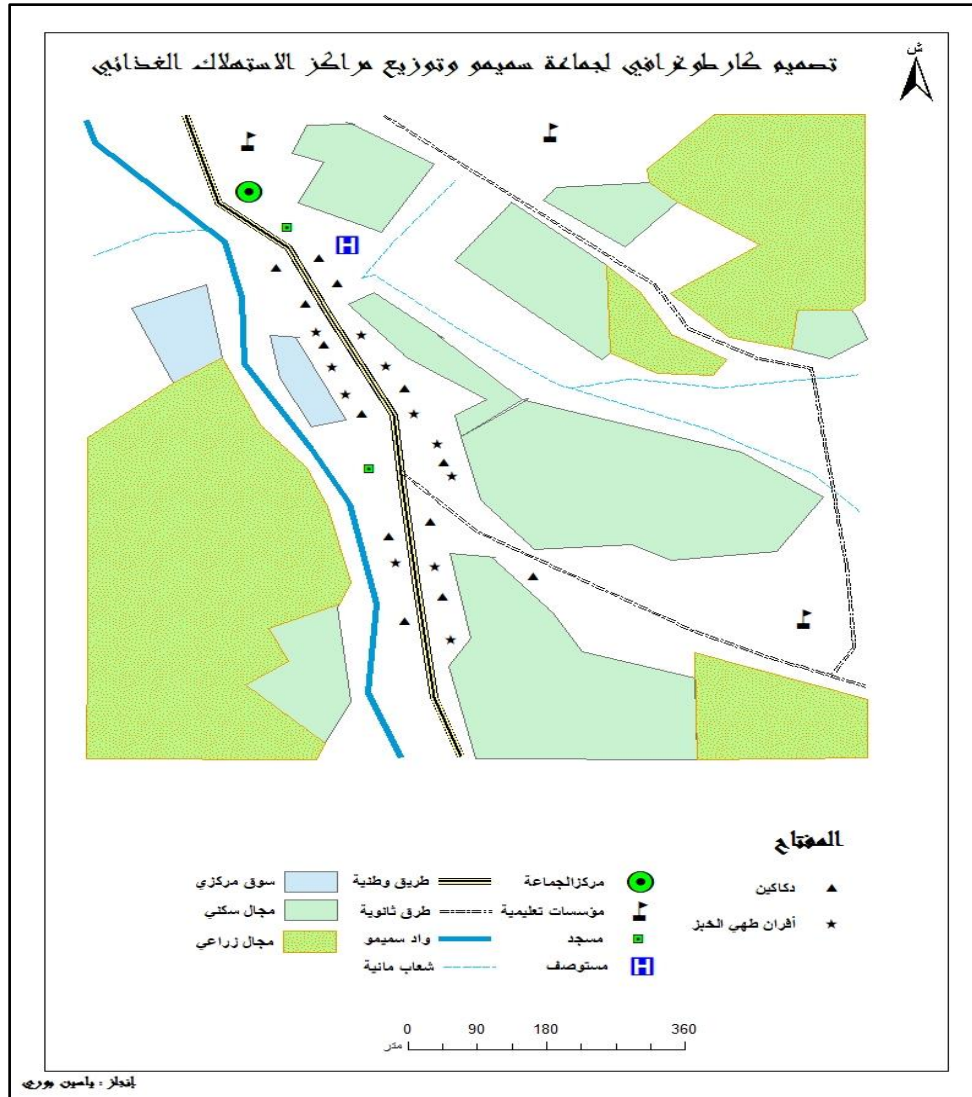 تصميم كارطوغرافي لجماعة سميمو وتوزيع مراكز الاستهلاك الغذائي
ش
H
المفتاح
دكاكين
أفران طهي الخبز
مركزالجماعة
مؤسسات تعليمية
مسجد
مستوصف
H
طريق وطنية
طرق ثانوية
واد سميمو
شعاب مائية
سوق مركزي
مجال سكني
مجال زراعي
0 90 180 360
متر
إنجاز : ياسين